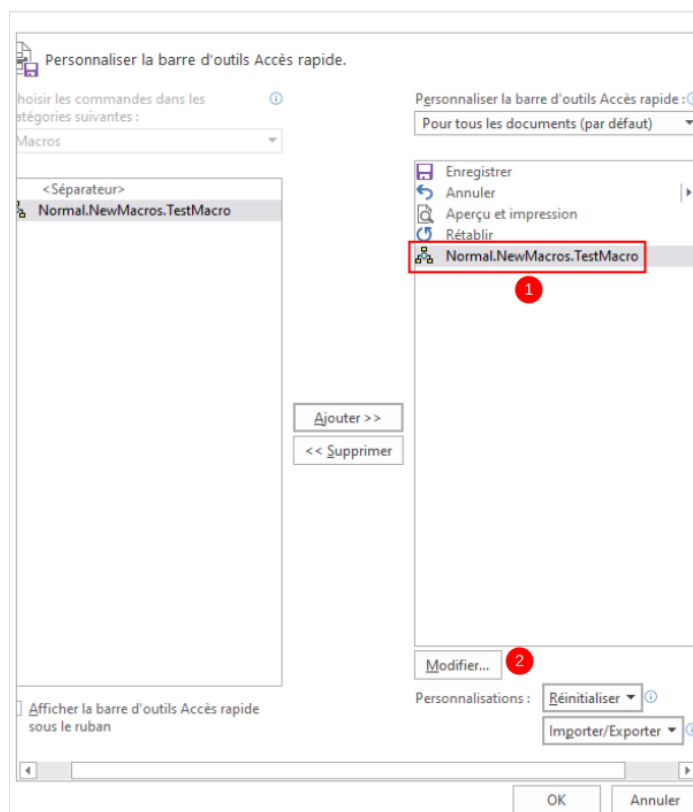 Personnaliser la barre d'outils Accès rapide.
hoisir les commandes dans les
atégories suivantes :
Macros
<Séparateur>
Normal.NewMacros.TestMacro
Ajouter >>
<< Supprimer
Afficher la barre d'outils Accès rapide
sous le ruban
Personnaliser la barre d'outils Accès rapide :
Pour tous les documents (par défaut)
Enregistrer
Annuler
Aperçu et impression
Rétablir
Normal.NewMacros.TestMacro
1
Modifier...
2
Personnalisations :
Réinitialiser
Importer/Exporter
OK
Annuler